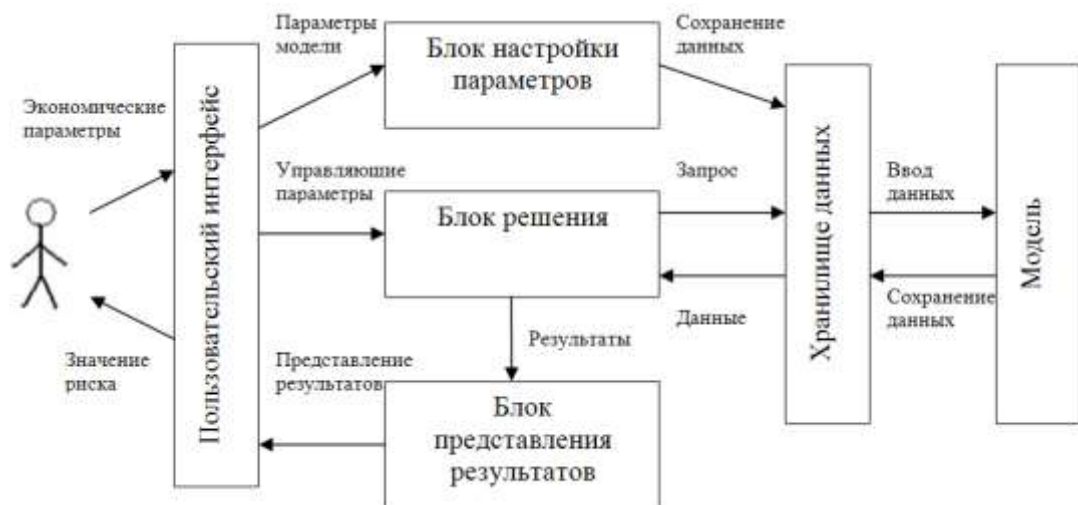 Экономические
параметры
Значение
риска
Пользовательский интерфейс
Параметры
модели
Блок настройки
параметров
Сохранение
данных
Управляюшие
параметры
Блок решения
Запрос
Данные
Результаты
Представление
результатов
Блок
представления
результатов
Хранилище данных
Ввод
данных
Сохранение
данных
Модель